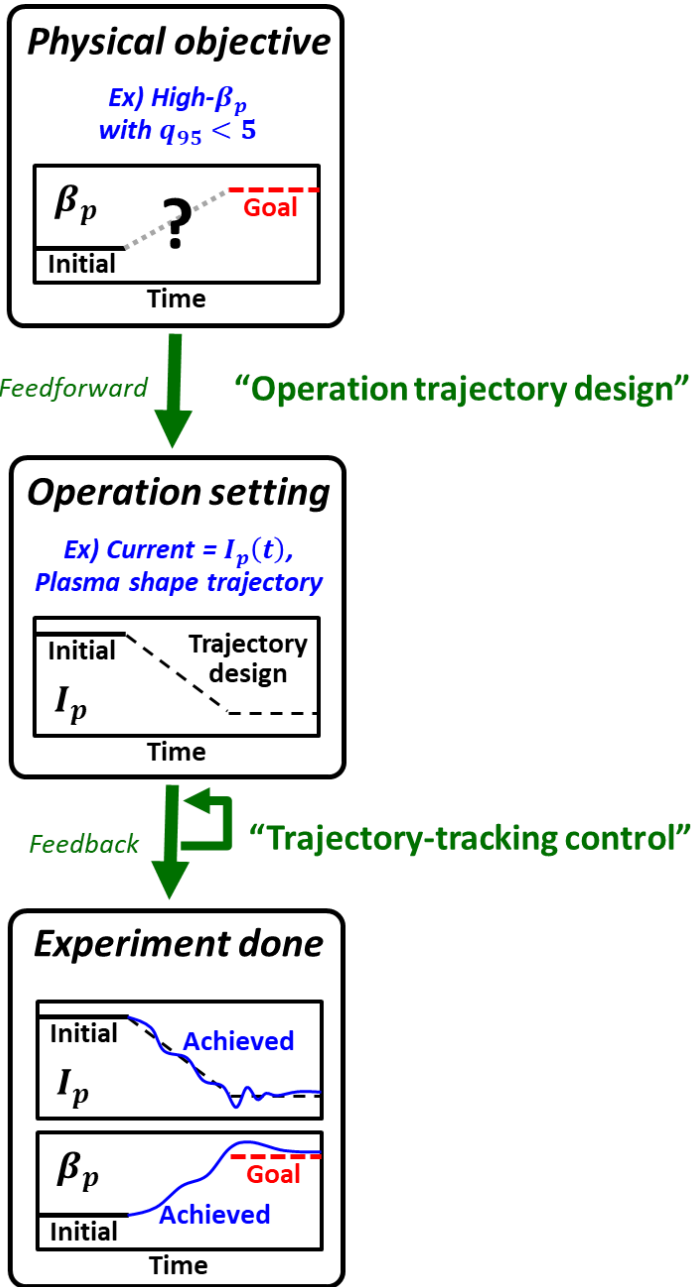 Physical objective
Ex) High-βₚ
with q₉₅ < 5
βₚ
?
Goal
Initial
Time
Feedforward
“Operation trajectory design”
Operation setting
Ex) Current = Iₚ(t),
Plasma shape trajectory
Initial
Trajectory
design
Iₚ
Time
Feedback
“Trajectory-tracking control”
Experiment done
Initial
Achieved
Iₚ
βₚ
Goal
Initial
Achieved
Time